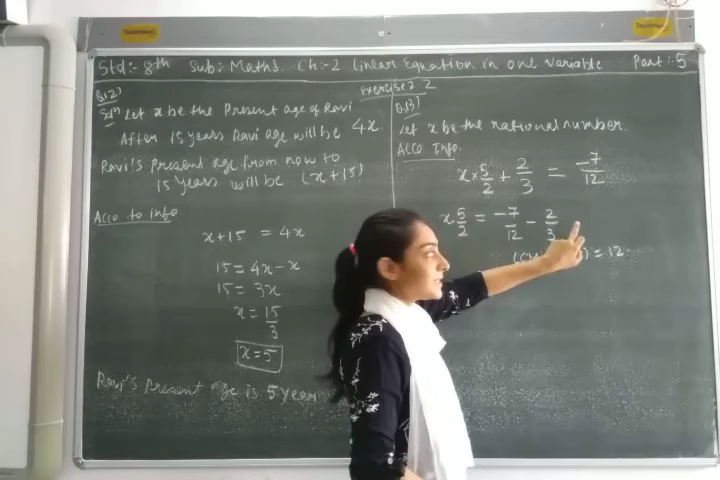 Std:- 8th Sub: Maths. Ch:-2 Linear Equation in one variable Part:-5
Exercise 2.2
Q12)
Sol^n Let x be the Present age of Ravi
After 15 years Ravi age will be 4x.
Ravi's present age from now to
15 years will be (x+15)
Acco to info
x+15 = 4x
15 = 4x-x
15 = 3x
x = 15/3
x = 5
Ravi's Present age is 5 year
Q13)
Let x be the rational number.
Acco Info.
x × 5/2 + 2/3 = -7/12
x 5/2 = -7/12 - 2/3
= 12